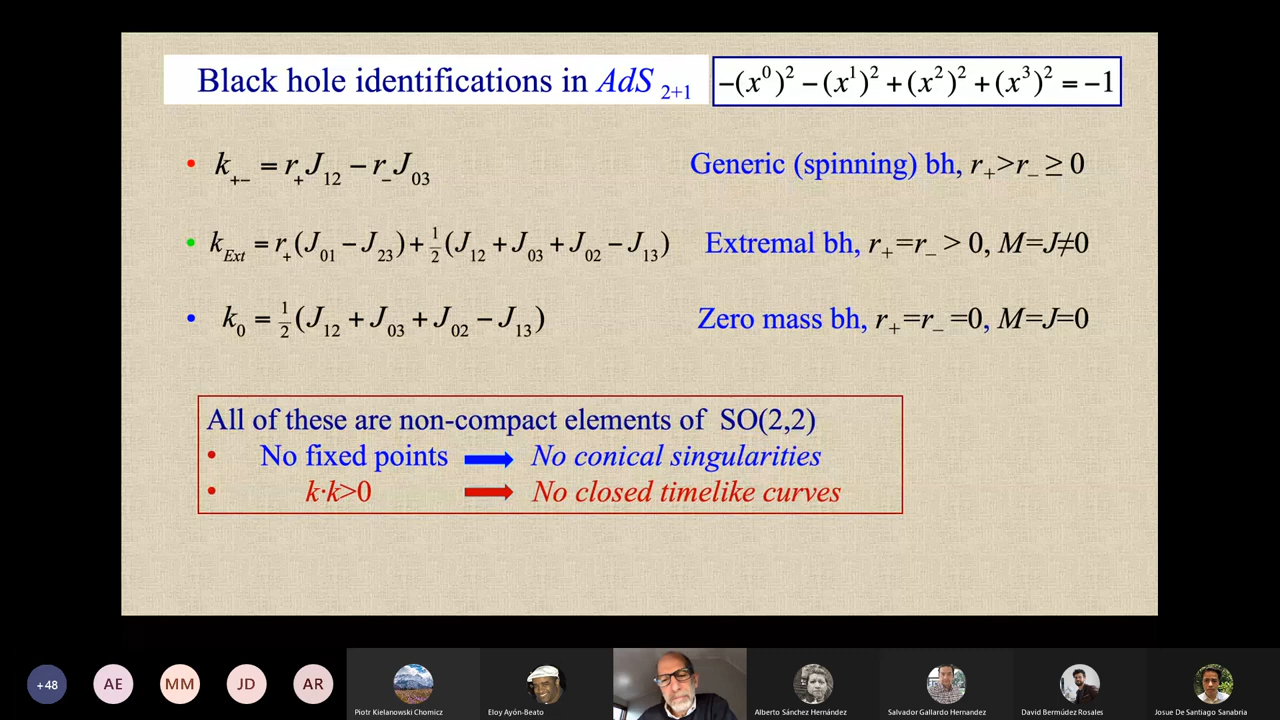 Black hole identifications in AdS₂₊₁ −(x⁰)² − (x¹)² + (x²)² + (x³)² = −1
• k₊₋ = r₊J₁₂ − r₋J₀₃ Generic (spinning) bh, r₊>r₋ ≥ 0
• k_Ext = r₊(J₀₁ − J₂₃) + ½(J₁₂ + J₀₃ + J₀₂ − J₁₃) Extremal bh, r₊=r₋ > 0, M=J≠0
• k₀ = ½(J₁₂ + J₀₃ + J₀₂ − J₁₃) Zero mass bh, r₊=r₋ =0, M=J=0
All of these are non-compact elements of SO(2,2)
• No fixed points → No conical singularities
• k·k>0 → No closed timelike curves
+48 AE MM JD AR
Piotr Kielanowski Chomicz Eloy Ayón-Beato Alberto Sánchez Hernández Salvador Gallardo Hernandez David Bermúdez Rosales Josue De Santiago Sanabria